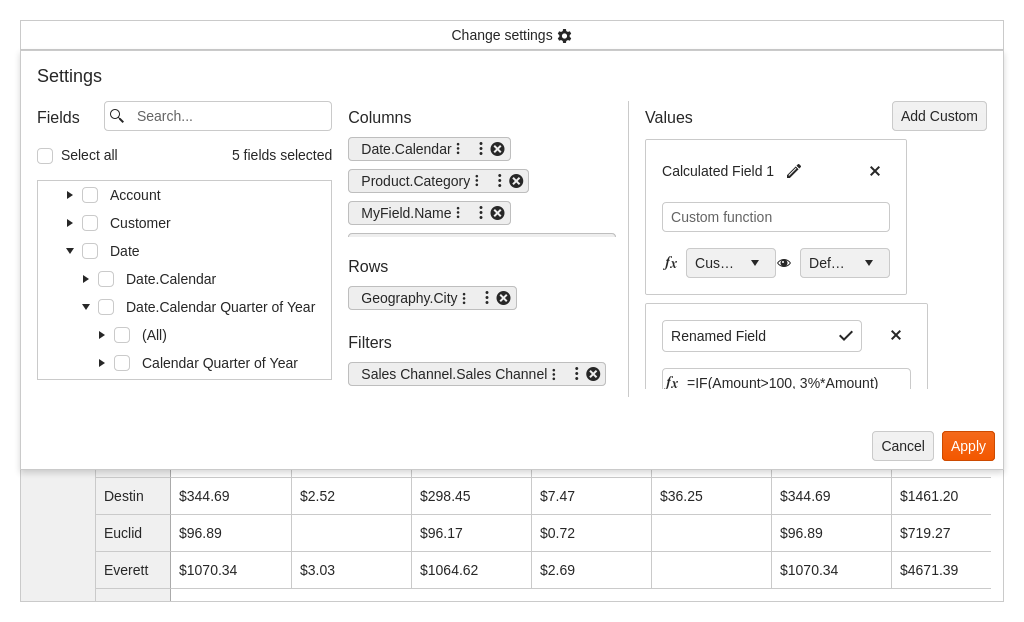 Change settings
Settings
Fields
Search...
Select all
5 fields selected
Account
Customer
Date
Date.Calendar
Date.Calendar Quarter of Year
(All)
Calendar Quarter of Year
Columns
Date.Calendar
Product.Category
MyField.Name
Rows
Geography.City
Filters
Sales Channel.Sales Channel
Values
Add Custom
Calculated Field 1
Custom function
fx Cus... Def...
Renamed Field
fx =IF(Amount>100, 3%*Amount)
Cancel Apply
Destin $344.69 $2.52 $298.45 $7.47 $36.25 $344.69 $1461.20
Euclid $96.89 $96.17 $0.72 $96.89 $719.27
Everett $1070.34 $3.03 $1064.62 $2.69 $1070.34 $4671.39